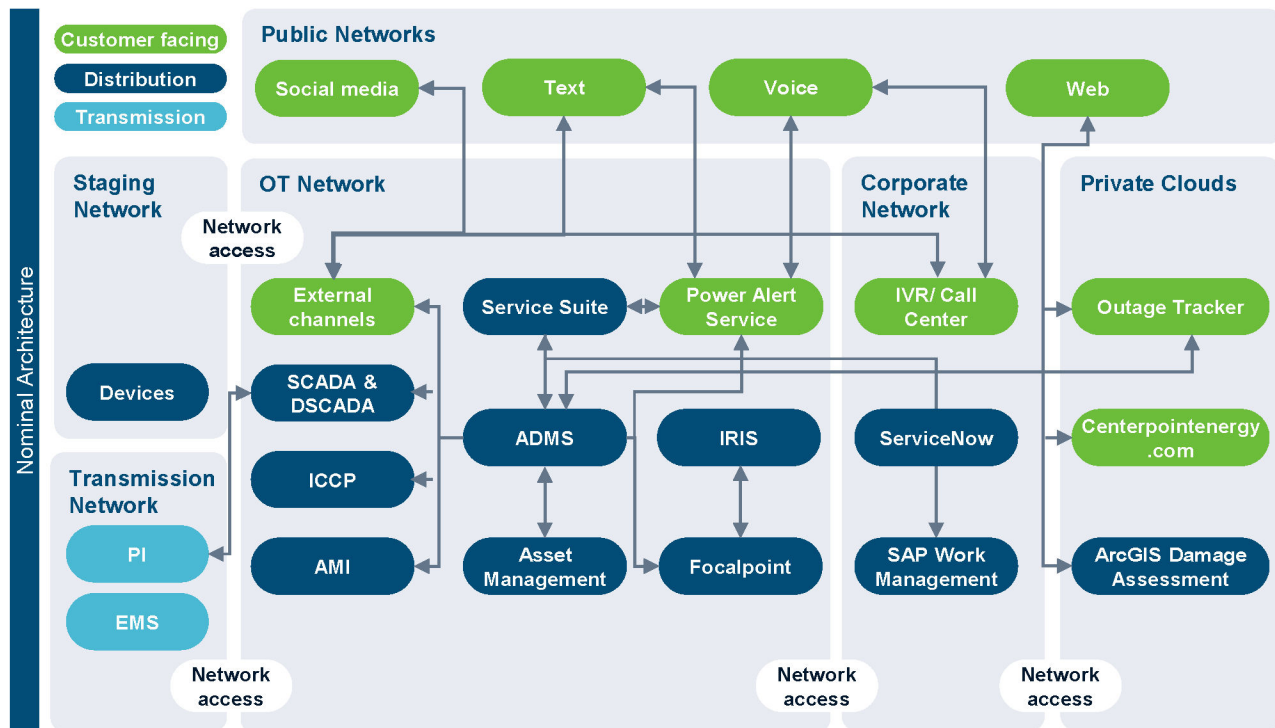 Nominal Architecture
Customer facing
Distribution
Transmission
Public Networks
Social media
Text
Voice
Web
Staging
Network
Network
access
Devices
OT Network
External
channels
Service Suite
Power Alert
Service
SCADA &
DSCADA
ADMS
IRIS
ICCP
AMI
Asset
Management
Focalpoint
Corporate
Network
IVR/ Call
Center
ServiceNow
SAP Work
Management
Private Clouds
Outage Tracker
Centerpointenergy
.com
ArcGIS Damage
Assessment
Transmission
Network
PI
EMS
Network
access
Network
access
Network
access